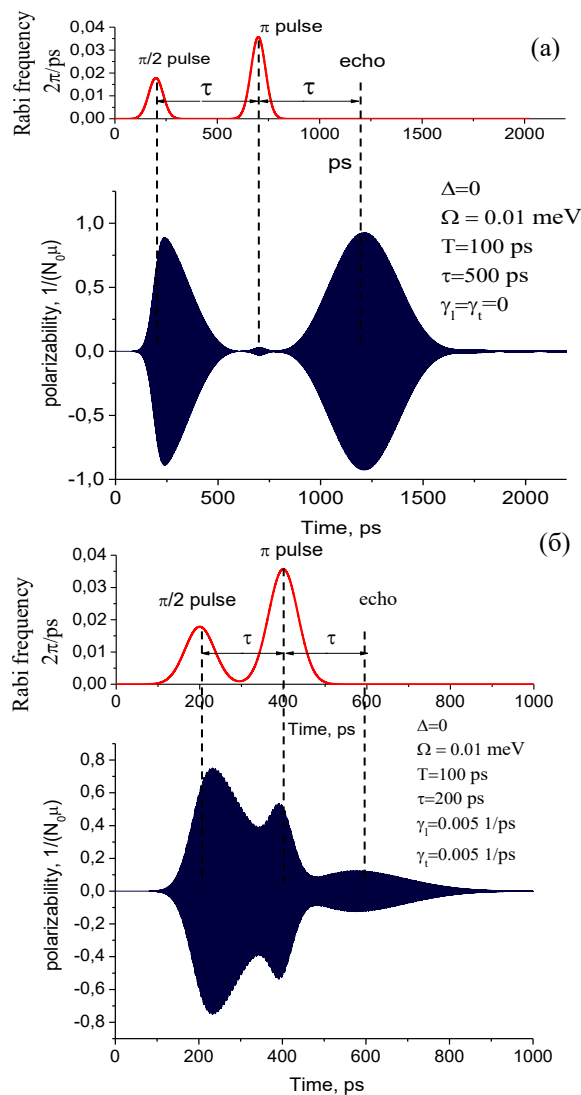 (a)
Rabi frequency
2π/ps
0,04
0,03
0,02
0,01
0,00
π/2 pulse
π pulse
echo
τ
τ
0
500
1000
1500
2000
ps
polarizability, 1/(N₀μ)
1,0
0,5
0,0
-0,5
-1,0
Δ=0
Ω = 0.01 meV
T=100 ps
τ=500 ps
γₗ=γₜ=0
0
500
1000
1500
2000
Time, ps
(б)
Rabi frequency
2π/ps
0,04
0,03
0,02
0,01
0,00
π/2 pulse
π pulse
echo
τ
τ
0
200
400
600
800
1000
Time, ps
polarizability, 1/(N₀μ)
0,8
0,6
0,4
0,2
0,0
-0,2
-0,4
-0,6
-0,8
Δ=0
Ω = 0.01 meV
T=100 ps
τ=200 ps
γₗ=0.005 1/ps
γₜ=0.005 1/ps
0
200
400
600
800
1000
Time, ps